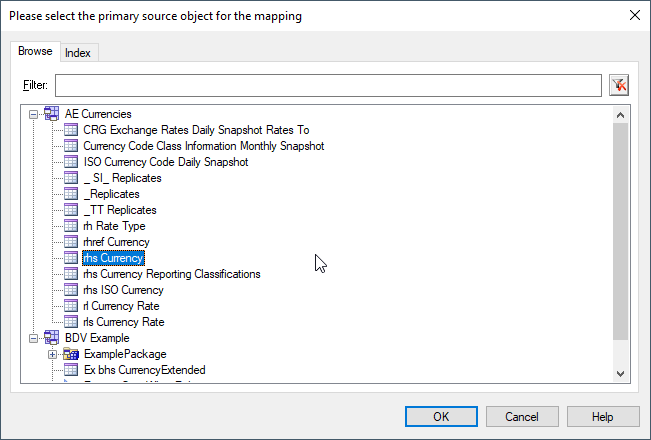 Please select the primary source object for the mapping
Browse
Index
Filter:
AE Currencies
CRG Exchange Rates Daily Snapshot Rates To
Currency Code Class Information Monthly Snapshot
ISO Currency Code Daily Snapshot
_ SI_ Replicates
_Replicates
_TT Replicates
rh Rate Type
rhref Currency
rhs Currency
rhs Currency Reporting Classifications
rhs ISO Currency
rl Currency Rate
rls Currency Rate
BDV Example
ExamplePackage
Ex bhs CurrencyExtended
OK
Cancel
Help